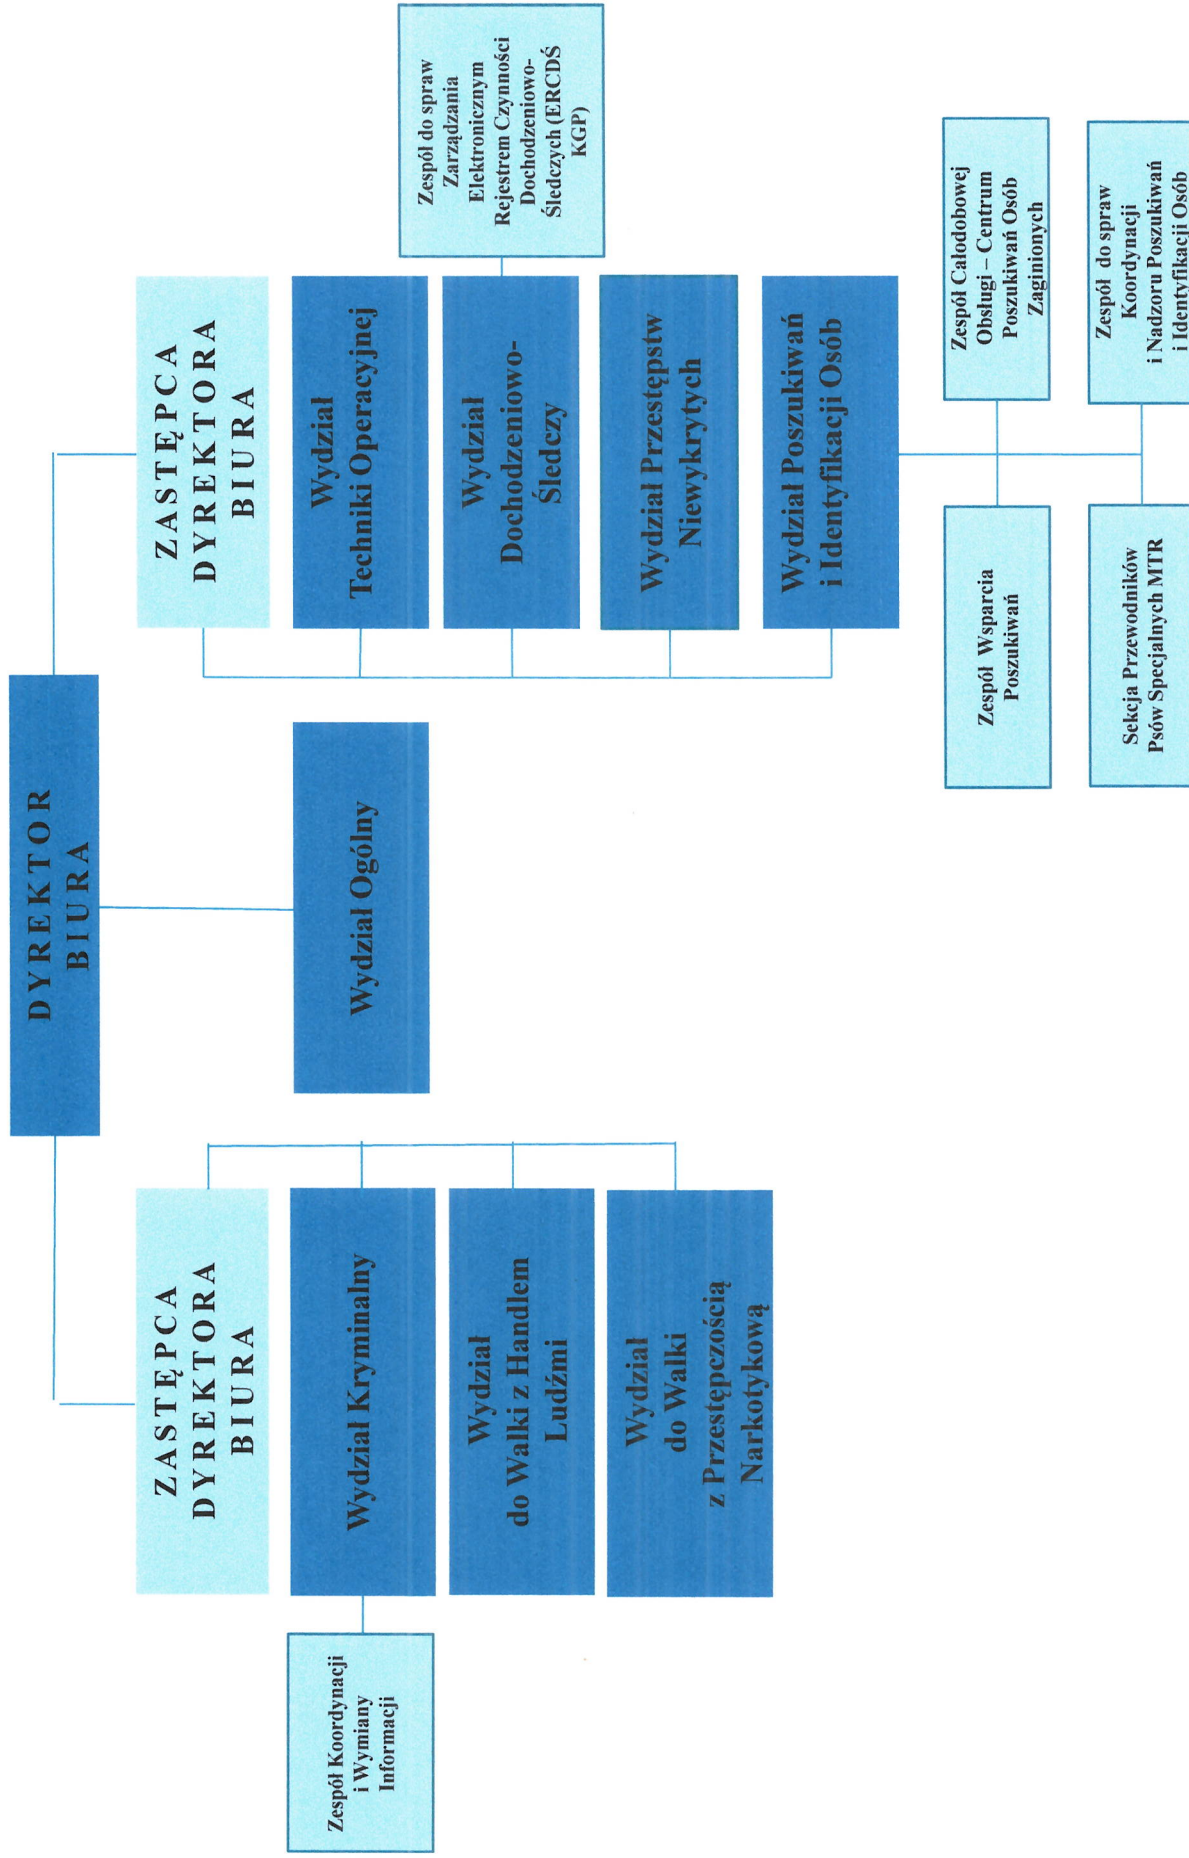 DYREKTOR
BIURA
ZASTĘPCA
DYREKTORA
BIURA
Zespół Koordynacji
i Wymiany
Informacji
Wydział Kryminalny
Wydział
do Walki z Handlem
Ludźmi
Wydział
do Walki
z Przestępczością
Narkotykową
Wydział Ogólny
ZASTĘPCA
DYREKTORA
BIURA
Wydział
Techniki Operacyjnej
Wydział
Dochodzeniowo-
Śledczy
Zespół do spraw
Zarządzania
Elektronicznym
Rejestrem Czynności
Dochodzeniowo-
Śledczych (ERCDŚ
KGP)
Wydział Przestępstw
Niewykrytych
Wydział Poszukiwań
i Identyfikacji Osób
Zespół Wsparcia
Poszukiwań
Zespół Całodobowej
Obsługi – Centrum
Poszukiwań Osób
Zaginionych
Sekcja Przewodników
Psów Specjalnych MTR
Zespół do spraw
Koordynacji
i Nadzoru Poszukiwań
i Identyfikacji Osób